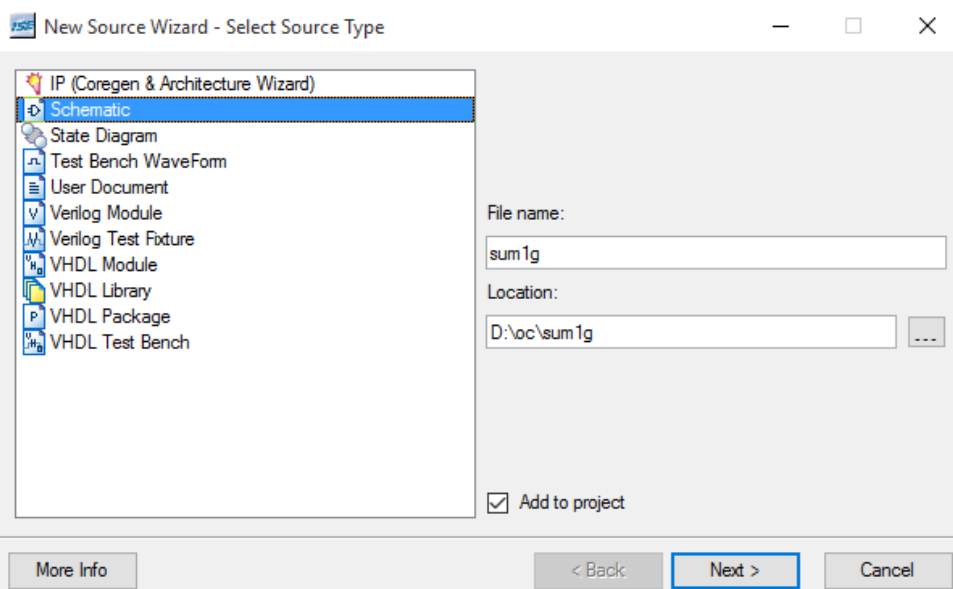 ISE New Source Wizard - Select Source Type
IP (Coregen & Architecture Wizard)
Schematic
State Diagram
Test Bench WaveForm
User Document
Verilog Module
Verilog Test Fixture
VHDL Module
VHDL Library
VHDL Package
VHDL Test Bench
File name:
sum1g
Location:
D:\oc\sum1g
...
Add to project
More Info
< Back
Next >
Cancel